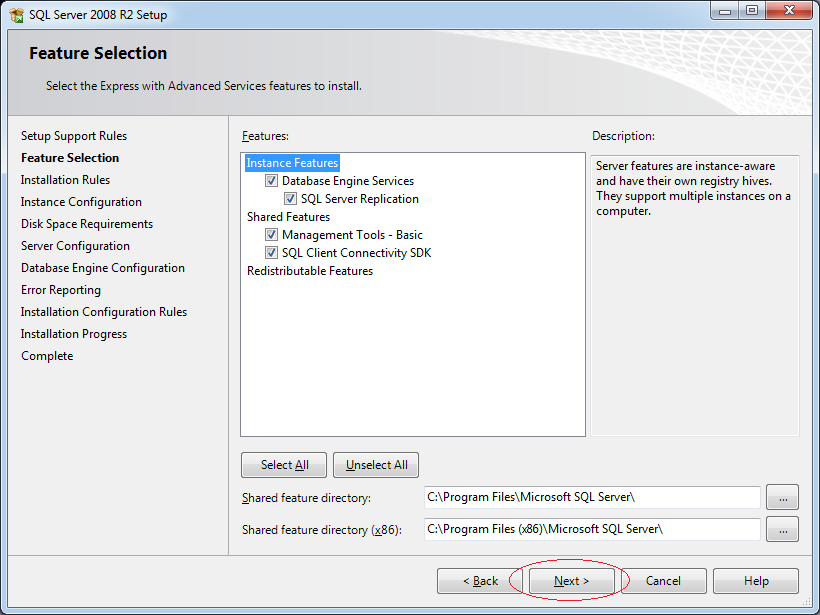 SQL Server 2008 R2 Setup
Feature Selection
Select the Express with Advanced Services features to install.
Setup Support Rules
Feature Selection
Installation Rules
Instance Configuration
Disk Space Requirements
Server Configuration
Database Engine Configuration
Error Reporting
Installation Configuration Rules
Installation Progress
Complete
Features:
Instance Features
Database Engine Services
SQL Server Replication
Shared Features
Management Tools - Basic
SQL Client Connectivity SDK
Redistributable Features
Description:
Server features are instance-aware
and have their own registry hives.
They support multiple instances on a
computer.
Select All
Unselect All
Shared feature directory:
C:\Program Files\Microsoft SQL Server\
...
Shared feature directory (x86):
C:\Program Files (x86)\Microsoft SQL Server\
...
< Back
Next >
Cancel
Help